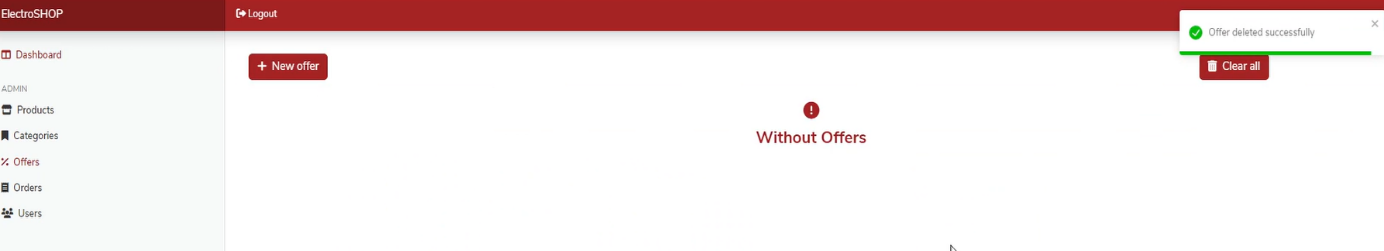 ElectroSHOP
Logout
Offer deleted successfully
Dashboard
ADMIN
Products
Categories
Offers
Orders
Users
+ New offer
Clear all
Without Offers